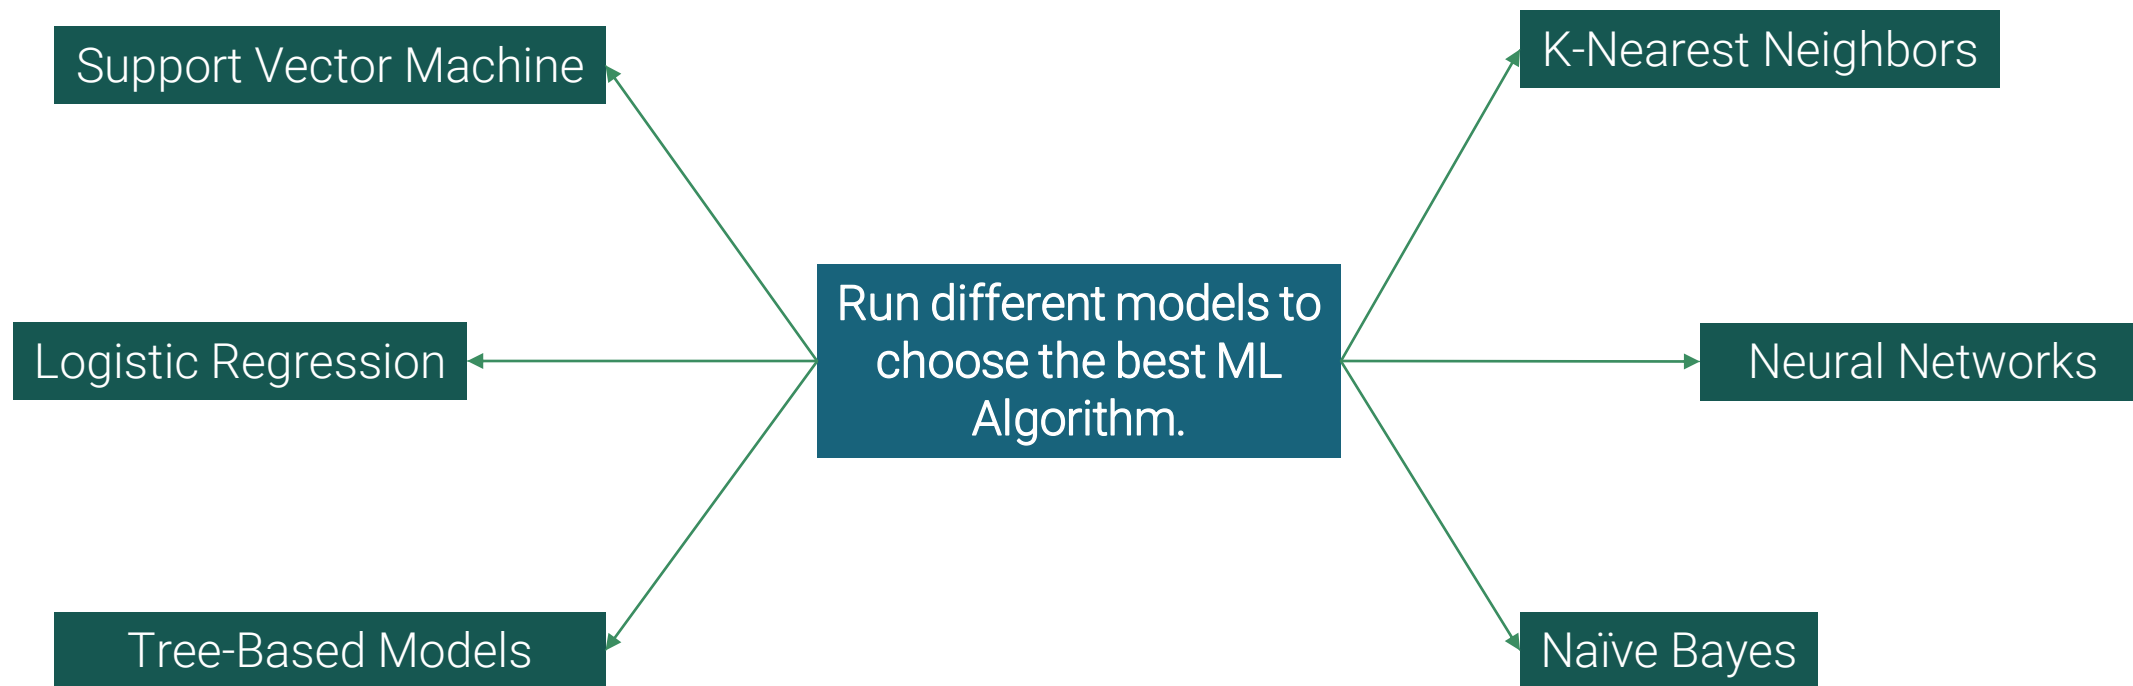 Support Vector Machine
K-Nearest Neighbors
Run different models to
choose the best ML
Algorithm.
Logistic Regression
Neural Networks
Tree-Based Models
Naïve Bayes